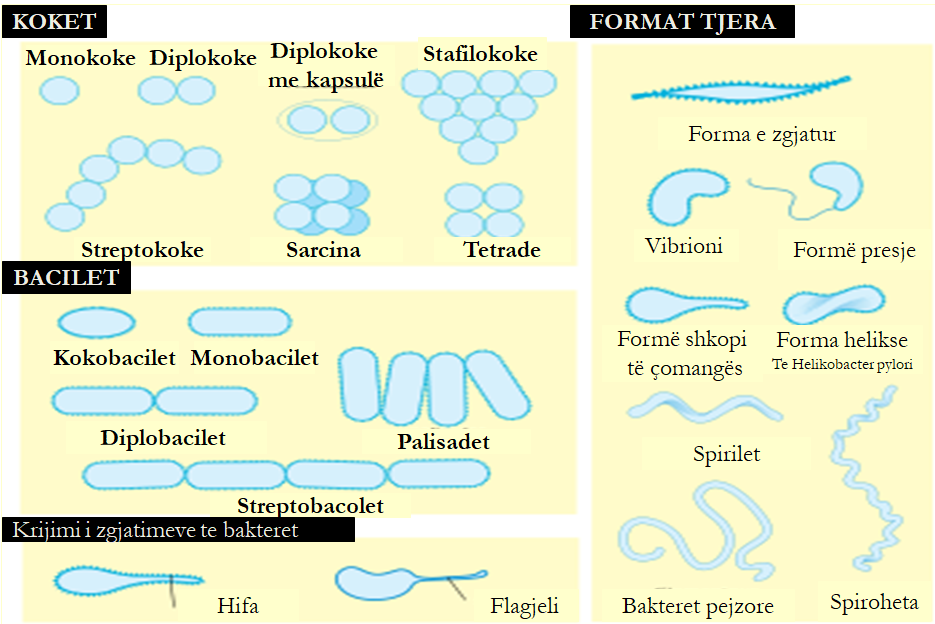 KOKET
Monokoke
Diplokoke
Diplokoke
me kapsulë
Stafilokoke
Streptokoke
Sarcina
Tetrade
BACILET
Kokobacilet
Monobacilet
Diplobacilet
Palisadet
Streptobacolet
Krijimi i zgjatimeve te bakteret
Hifa
Flagjeli
FORMAT TJERA
Forma e zgjatur
Vibrioni
Formë presje
Formë shkopi
të çomangës
Forma helikse
Te Helikobacter pylori
Spirilet
Bakteret pejzore
Spiroheta